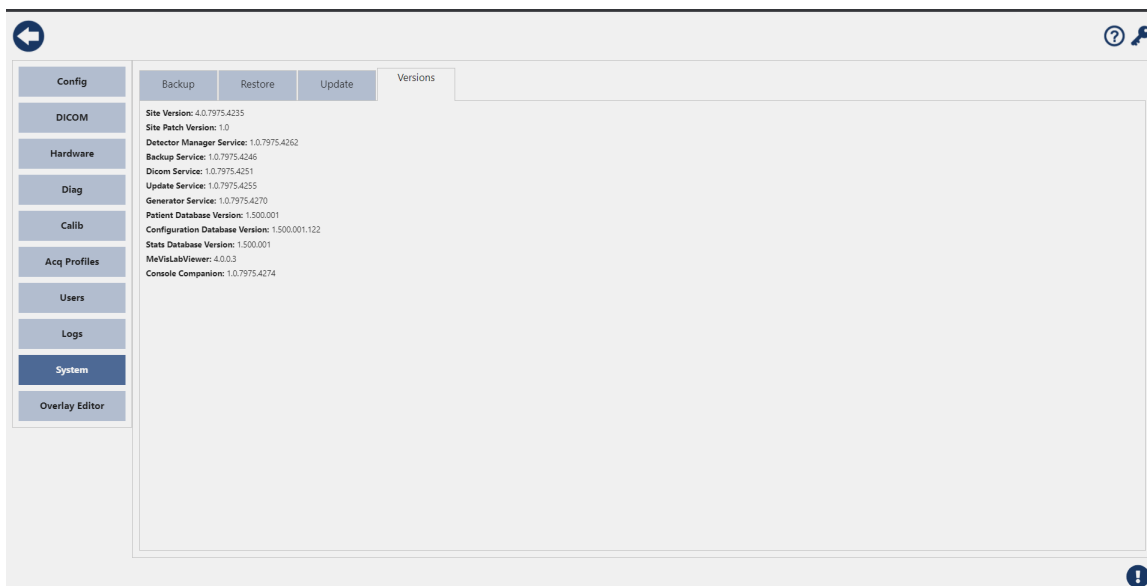 Config
DICOM
Hardware
Diag
Calib
Acq Profiles
Users
Logs
System
Overlay Editor
Backup
Restore
Update
Versions
Site Version: 4.0.7975.4235
Site Patch Version: 1.0
Detector Manager Service: 1.0.7975.4262
Backup Service: 1.0.7975.4246
Dicom Service: 1.0.7975.4251
Update Service: 1.0.7975.4255
Generator Service: 1.0.7975.4270
Patient Database Version: 1.500.001
Configuration Database Version: 1.500.001.122
Stats Database Version: 1.500.001
MeVisLabViewer: 4.0.0.3
Console Companion: 1.0.7975.4274